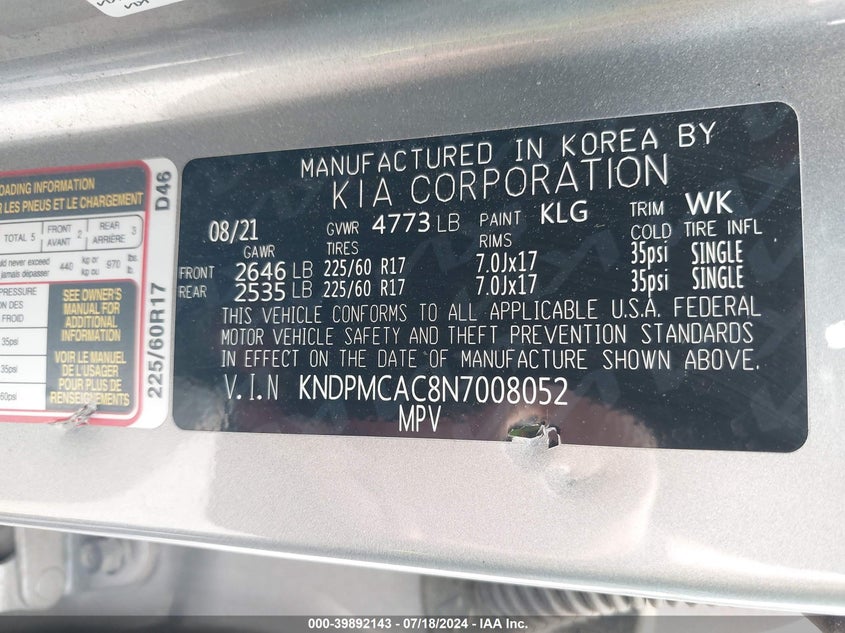 MANUFACTURED IN KOREA BY
KIA CORPORATION
08/21 GVWR 4773 LB PAINT KLG TRIM WK
GAWR TIRES RIMS COLD TIRE INFL
FRONT 2646 LB 225/60 R17 7.0Jx17 35psi SINGLE
REAR 2535 LB 225/60 R17 7.0Jx17 35psi SINGLE
THIS VEHICLE CONFORMS TO ALL APPLICABLE U.S.A. FEDERAL
MOTOR VEHICLE SAFETY AND THEFT PREVENTION STANDARDS
IN EFFECT ON THE DATE OF MANUFACTURE SHOWN ABOVE.
V.I.N KNDPMCAC8N7008052
MPV
LOADING INFORMATION
LES PNEUS ET LE CHARGEMENT
TOTAL 5 FRONT AVANT 2 REAR ARRIÈRE 3
never exceed
jamais dépasser 440 kg or ou 970 lbs. lb.
PRESSURE
DES
FROID
35psi
35psi
60psi
SEE OWNER'S
MANUAL FOR
ADDITIONAL
INFORMATION
VOIR LE MANUEL
DE L'USAGER
POUR PLUS DE
RENSEIGNEMENTS
225/60R17 D46
000-39892143 / 07/18/2024 - IAA Inc.